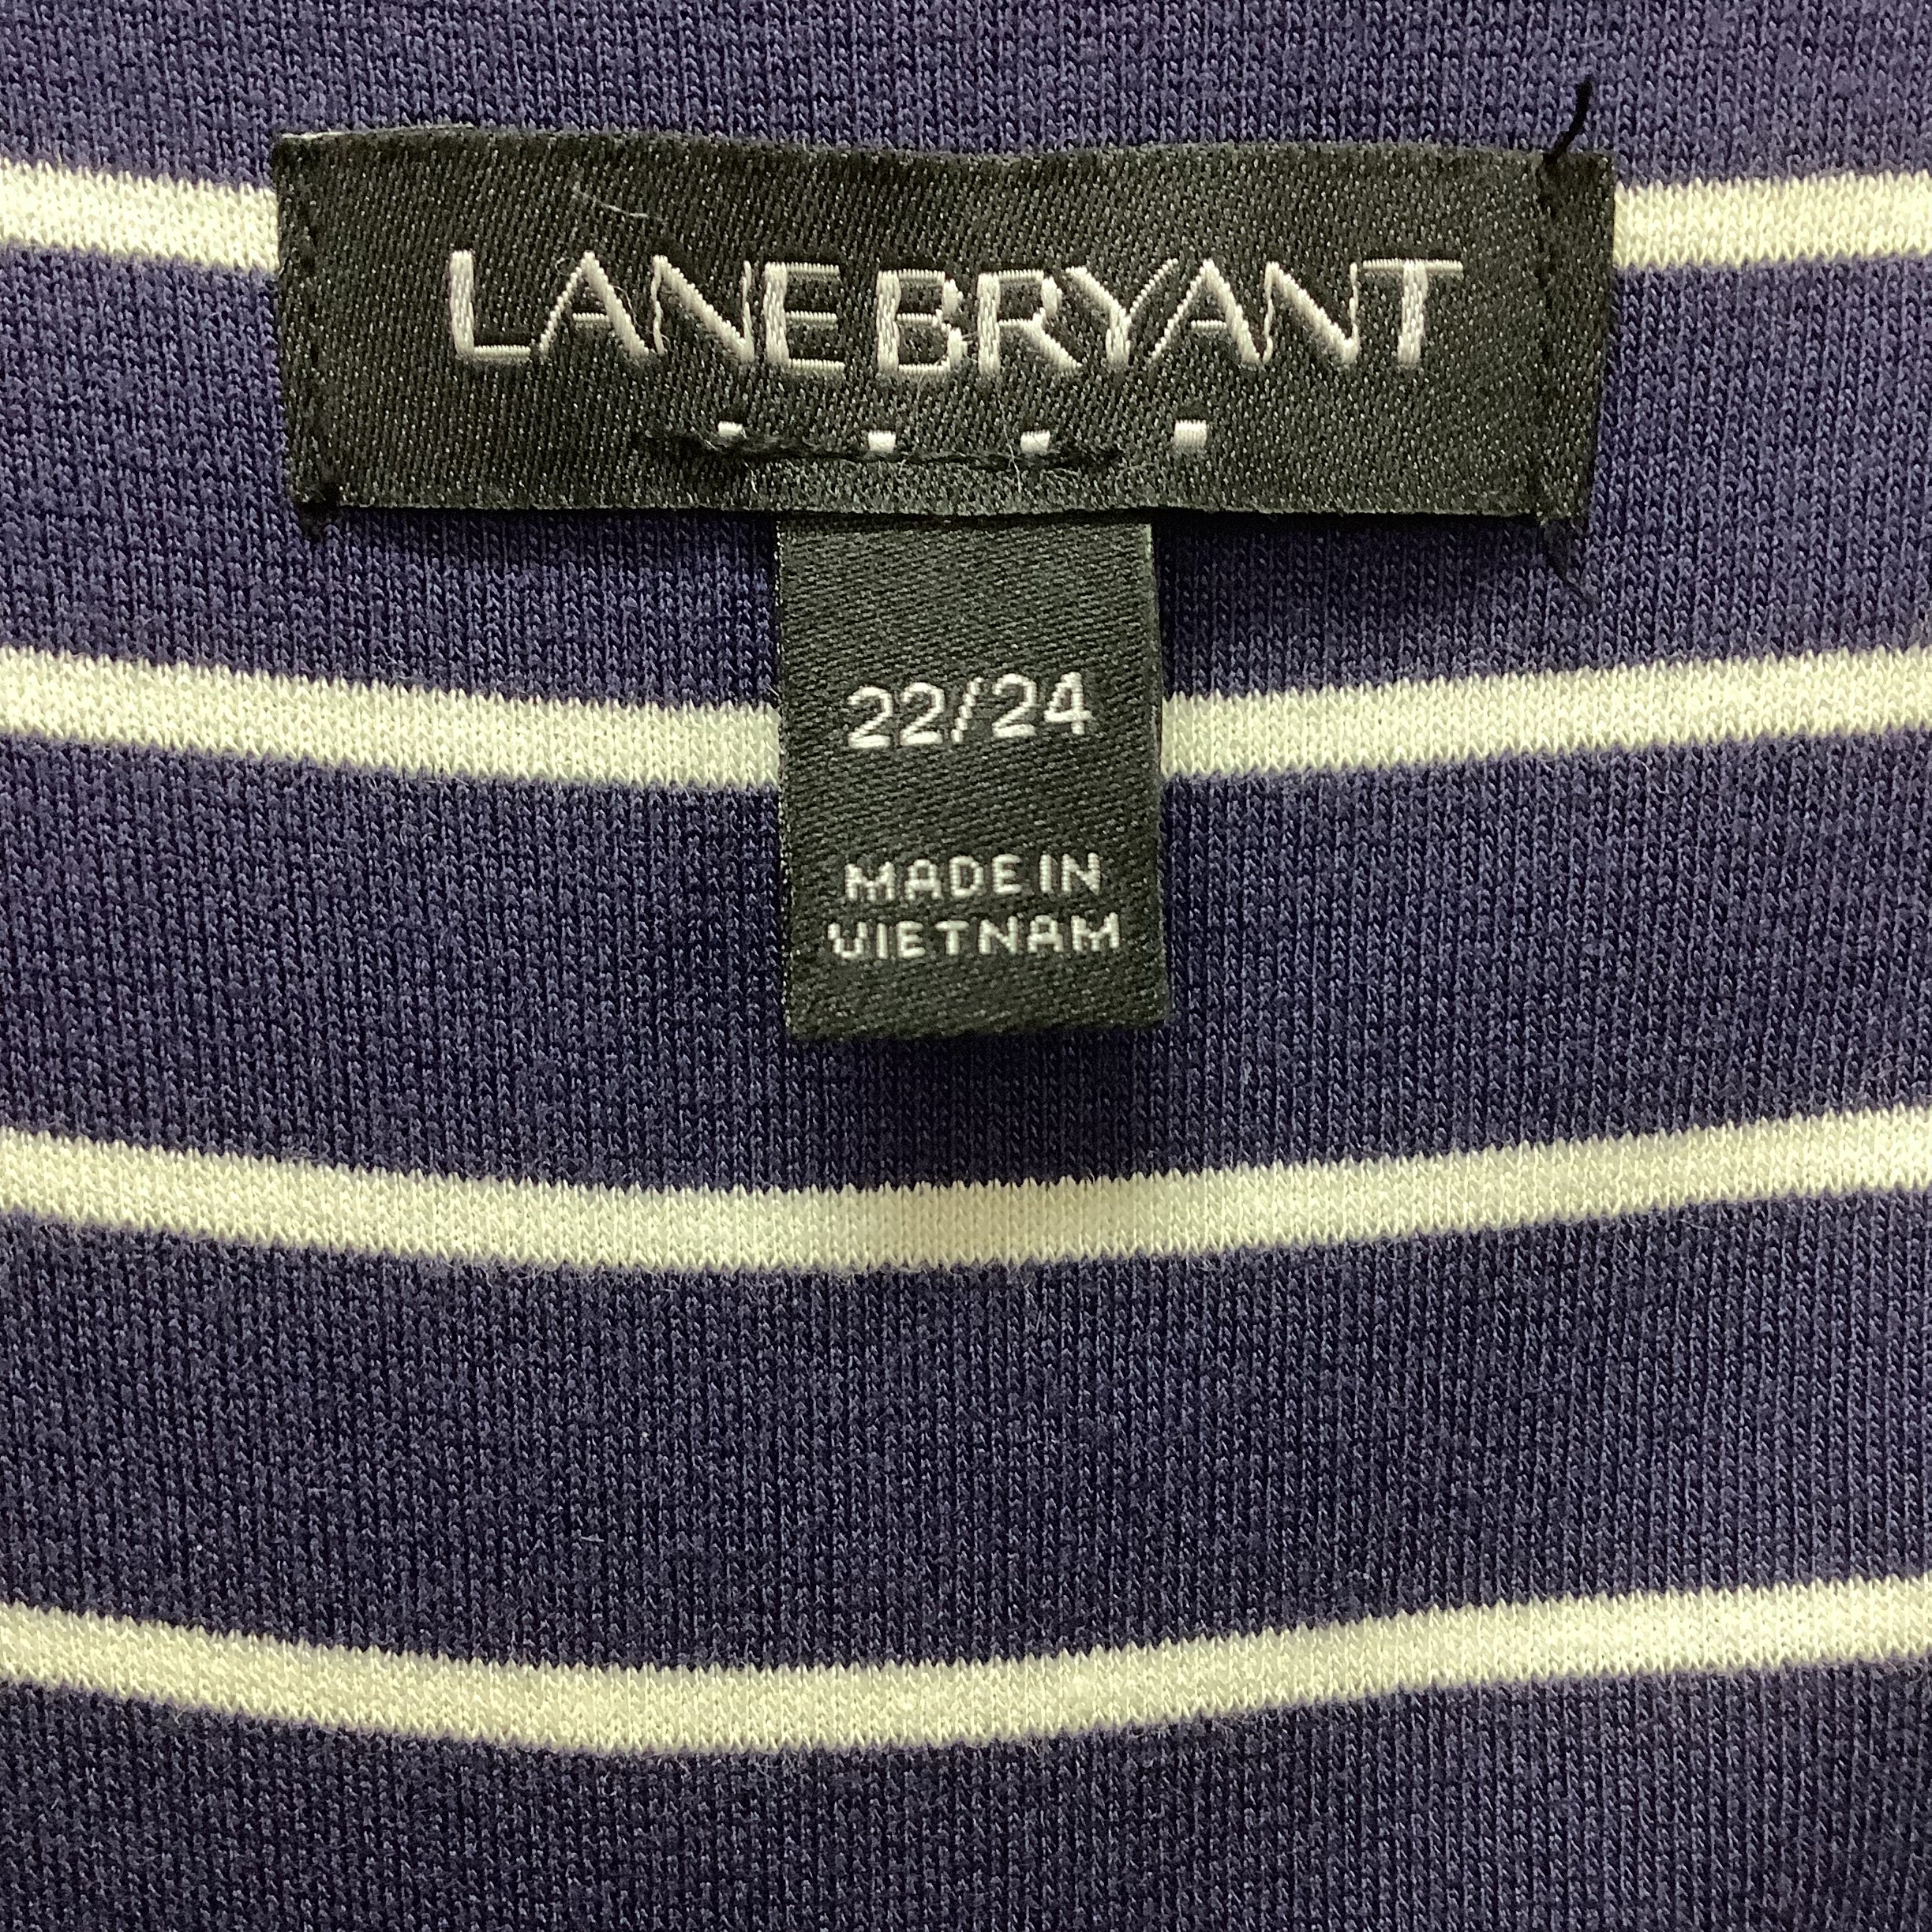 LANE BRYANT
22/24
MADE IN
VIETNAM